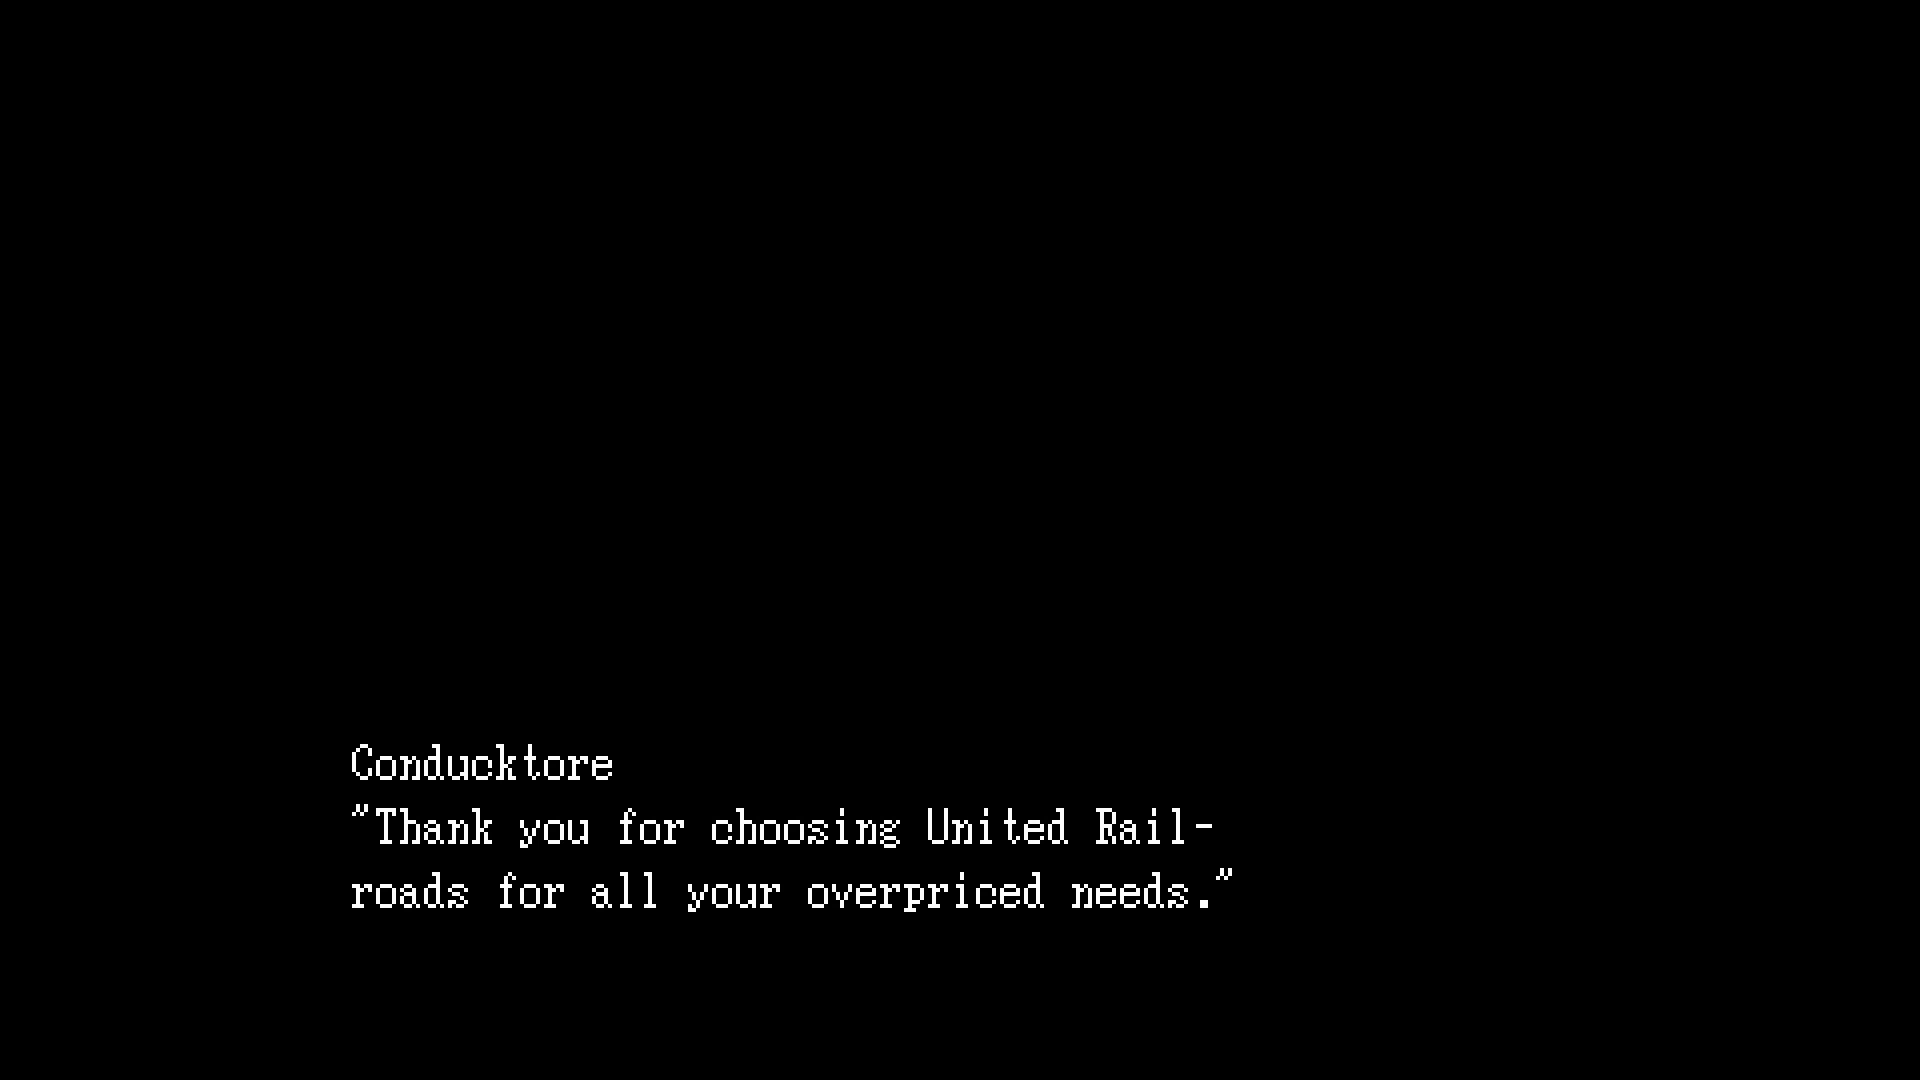 Conducktore
"Thank you for choosing United Rail-
roads for all your overpriced needs."